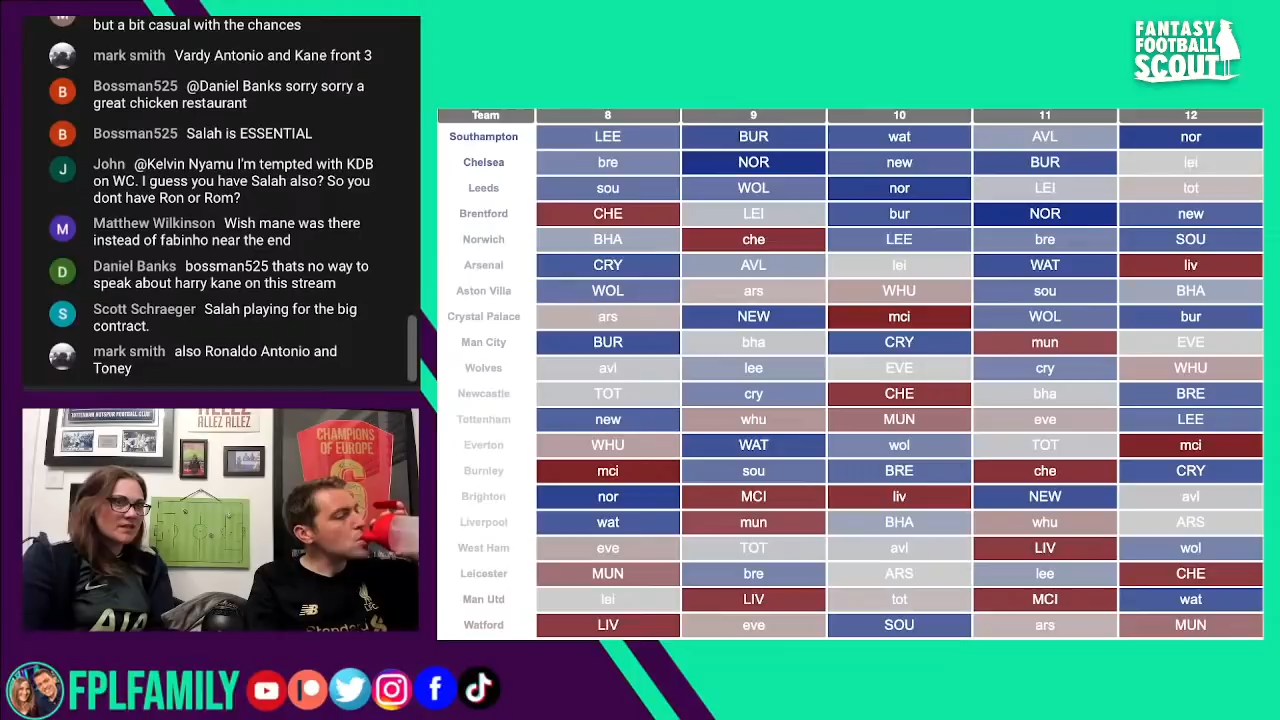 but a bit casual with the chances
mark smith Vardy Antonio and Kane front 3
B Bossman525 @Daniel Banks sorry sorry a
great chicken restaurant
B Bossman525 Salah is ESSENTIAL
J John @Kelvin Nyamu I'm tempted with KDB
on WC. I guess you have Salah also? So you
dont have Ron or Rom?
M Matthew Wilkinson Wish mane was there
instead of fabinho near the end
D Daniel Banks bossman525 thats no way to
speak about harry kane on this stream
S Scott Schraeger Salah playing for the big
contract.
mark smith also Ronaldo Antonio and
Toney
FANTASY
FOOTBALL
SCOUT
Team 8 9 10 11 12
Southampton LEE BUR wat AVL nor
Chelsea bre NOR new BUR lei
Leeds sou WOL nor LEI tot
Brentford CHE LEI bur NOR new
Norwich BHA che LEE bre SOU
Arsenal CRY AVL lei WAT liv
Aston Villa WOL ars WHU sou BHA
Crystal Palace ars NEW mci WOL bur
Man City BUR bha CRY mun EVE
Wolves avl lee EVE cry WHU
Newcastle TOT cry CHE bha BRE
Tottenham new whu MUN eve LEE
Everton WHU WAT wol TOT mci
Burnley mci sou BRE che CRY
Brighton nor MCI liv NEW avl
Liverpool wat mun BHA whu ARS
West Ham eve TOT avl LIV wol
Leicester MUN bre ARS lee CHE
Man Utd lei LIV tot MCI wat
Watford LIV eve SOU ars MUN
TOTTENHAM HOTSPUR FOOTBALL CLUB
ALLEZ ALLEZ
CHAMPIONS
OF EUROPE
6
AIA
NB
L.F.C.
Standard
FPLFAMILY